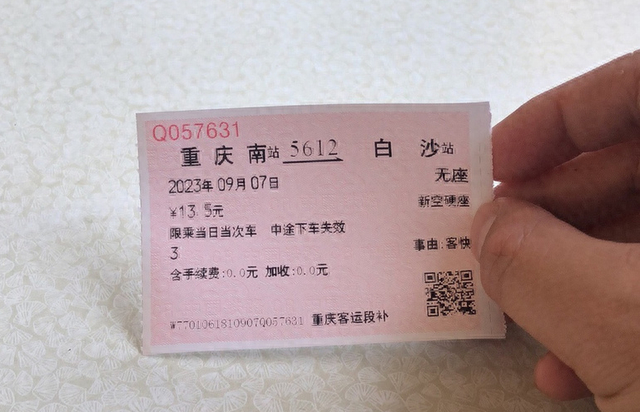 Q057631
重庆南站 5612 白沙站
2023年09月07日 无座
¥13.5元 新空硬座
限乘当日当次车 中途下车失效
3 事由:客快
含手续费:0.0元 加收:0.0元
W7701061810907Q057631 重庆客运段补